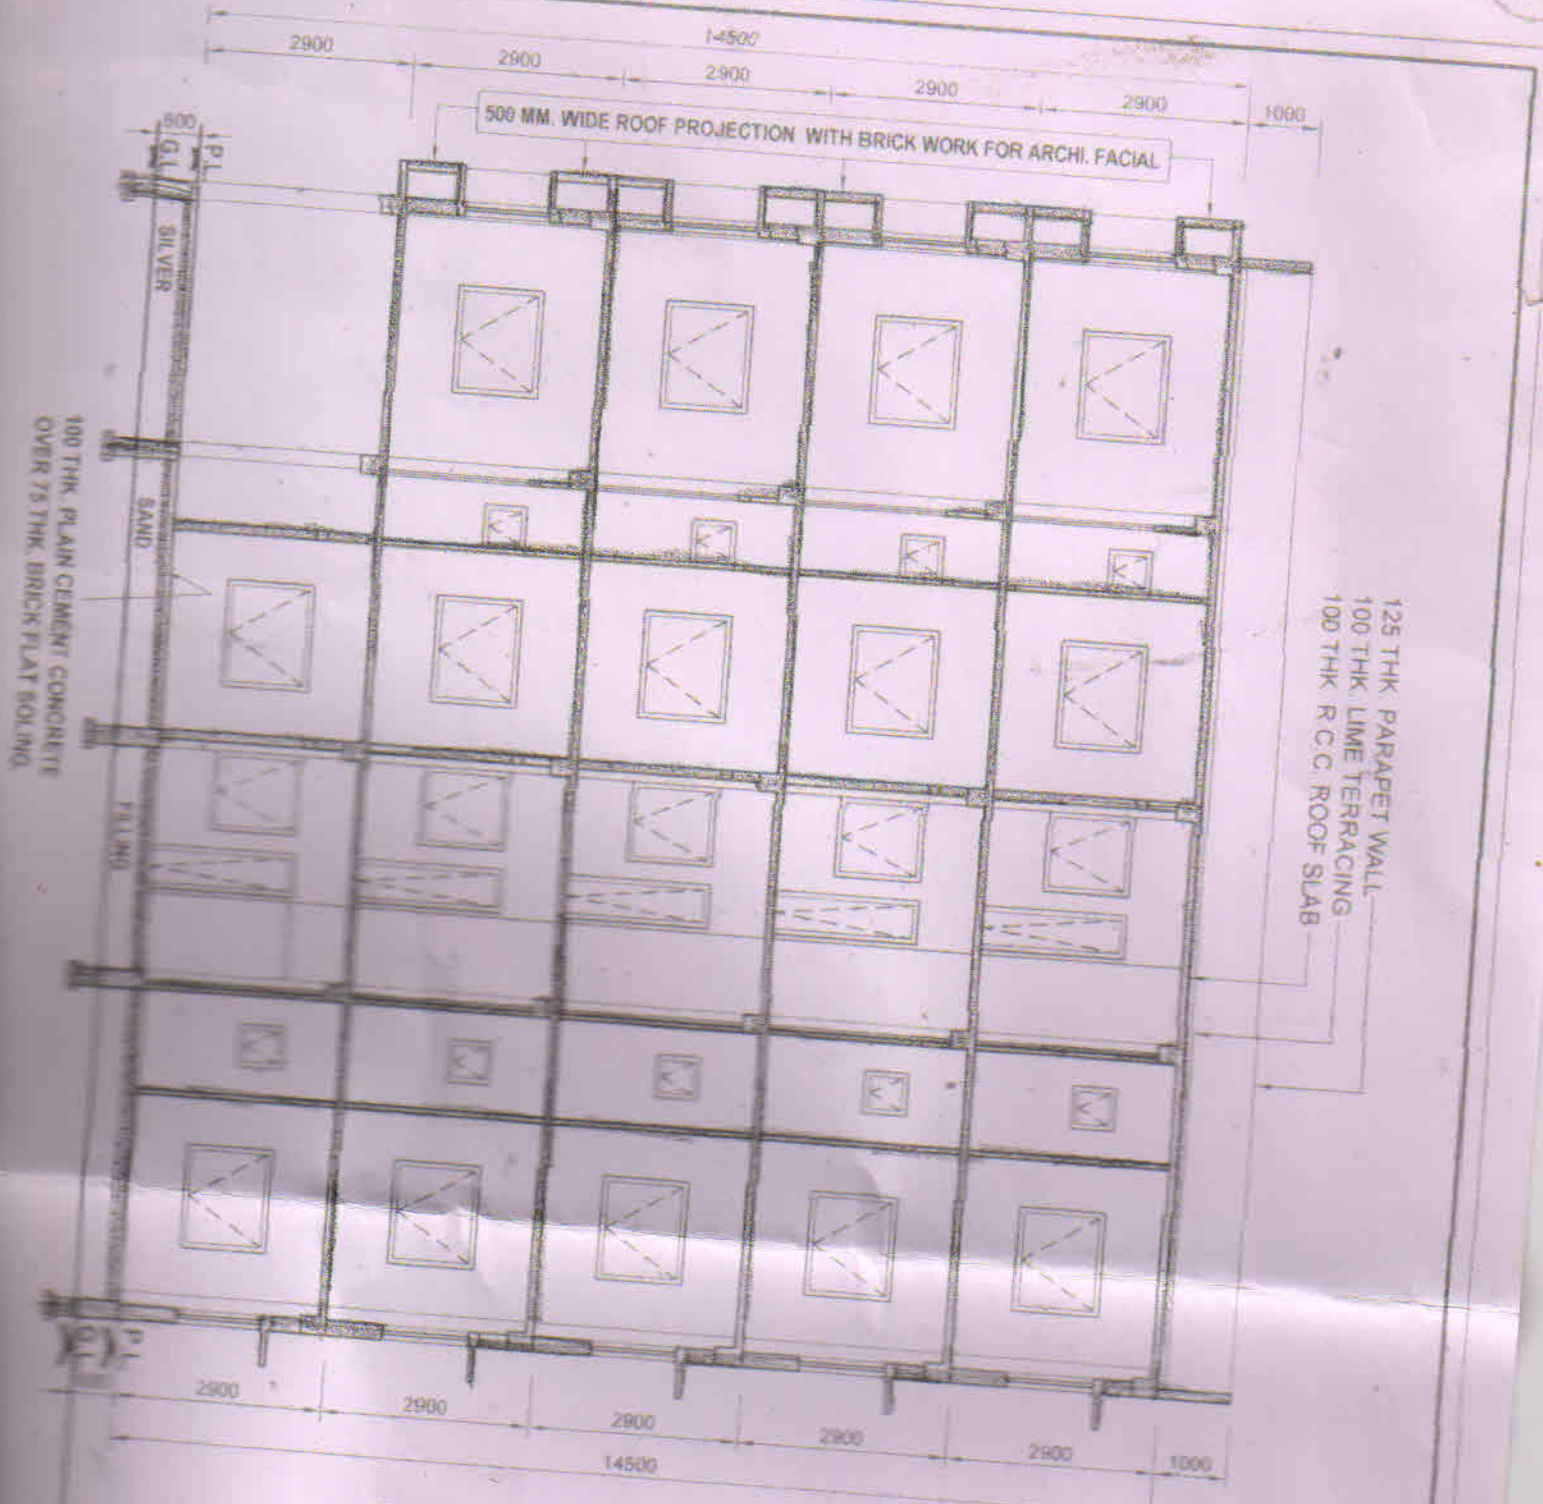 14500
2900
2900
2900
2900
2900
1000
500 MM. WIDE ROOF PROJECTION WITH BRICK WORK FOR ARCHI. FACIAL
600
P.L
G.L
SILVER
SAND
FILLING
100 THK. PLAIN CEMENT CONCRETE
OVER 75 THK. BRICK FLAT SOLING.
125 THK PARAPET WALL
100 THK. LIME TERRACING
100 THK R.C.C. ROOF SLAB
P.L
G.L
2900
2900
2900
2900
2900
1000
14500